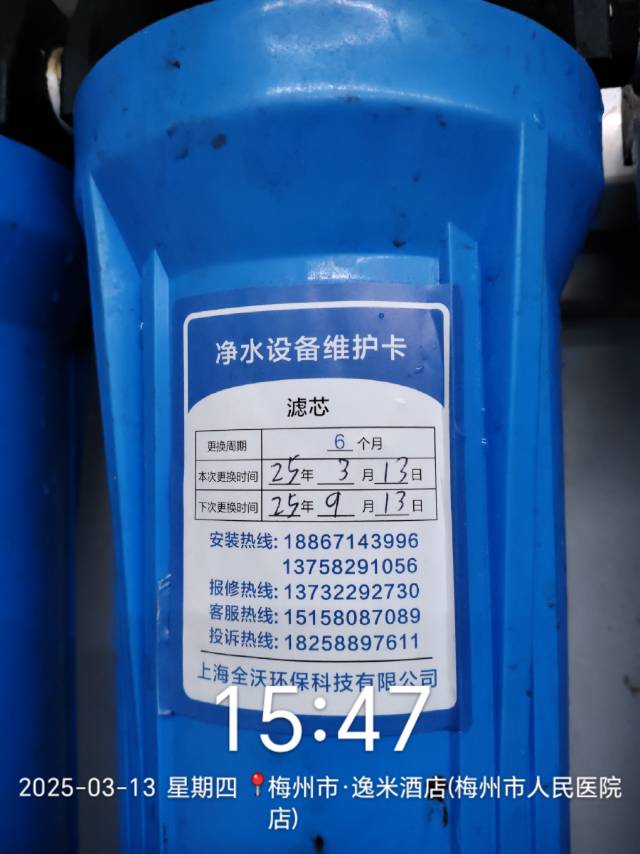 净水设备维护卡
滤芯
更换周期 6 个月
本次更换时间 25年 3 月 13 日
下次更换时间 25年 9 月 13 日
安装热线: 18867143996
13758291056
报修热线: 13732292730
客服热线: 15158087089
投诉热线: 18258897611
上海全沃环保科技有限公司
15:47
2025-03-13 星期四 📍梅州市·逸米酒店(梅州市人民医院
店)